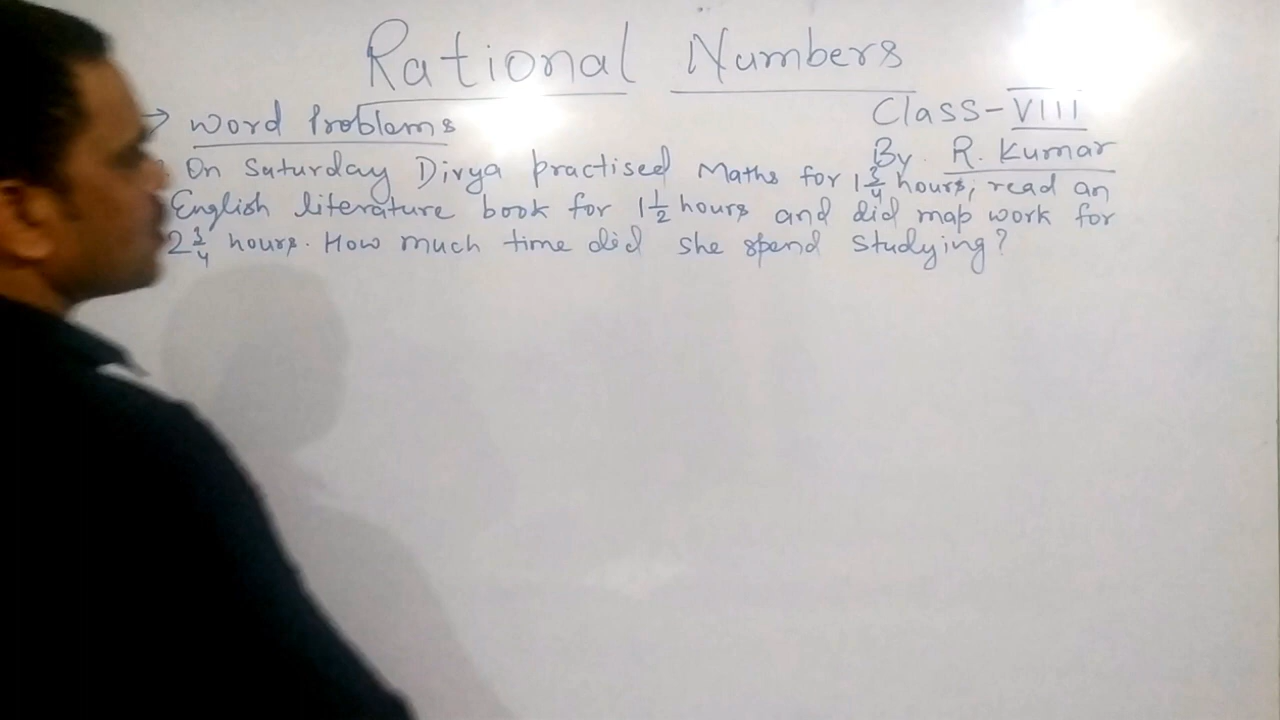 Rational Numbers
Class-VIII
→ Word Problems
By. R. Kumar
On Saturday Divya practised Maths for 1 3/4 hours, read an
English literature book for 1 1/2 hours and did map work for
2 3/4 hours. How much time did she spend studying?